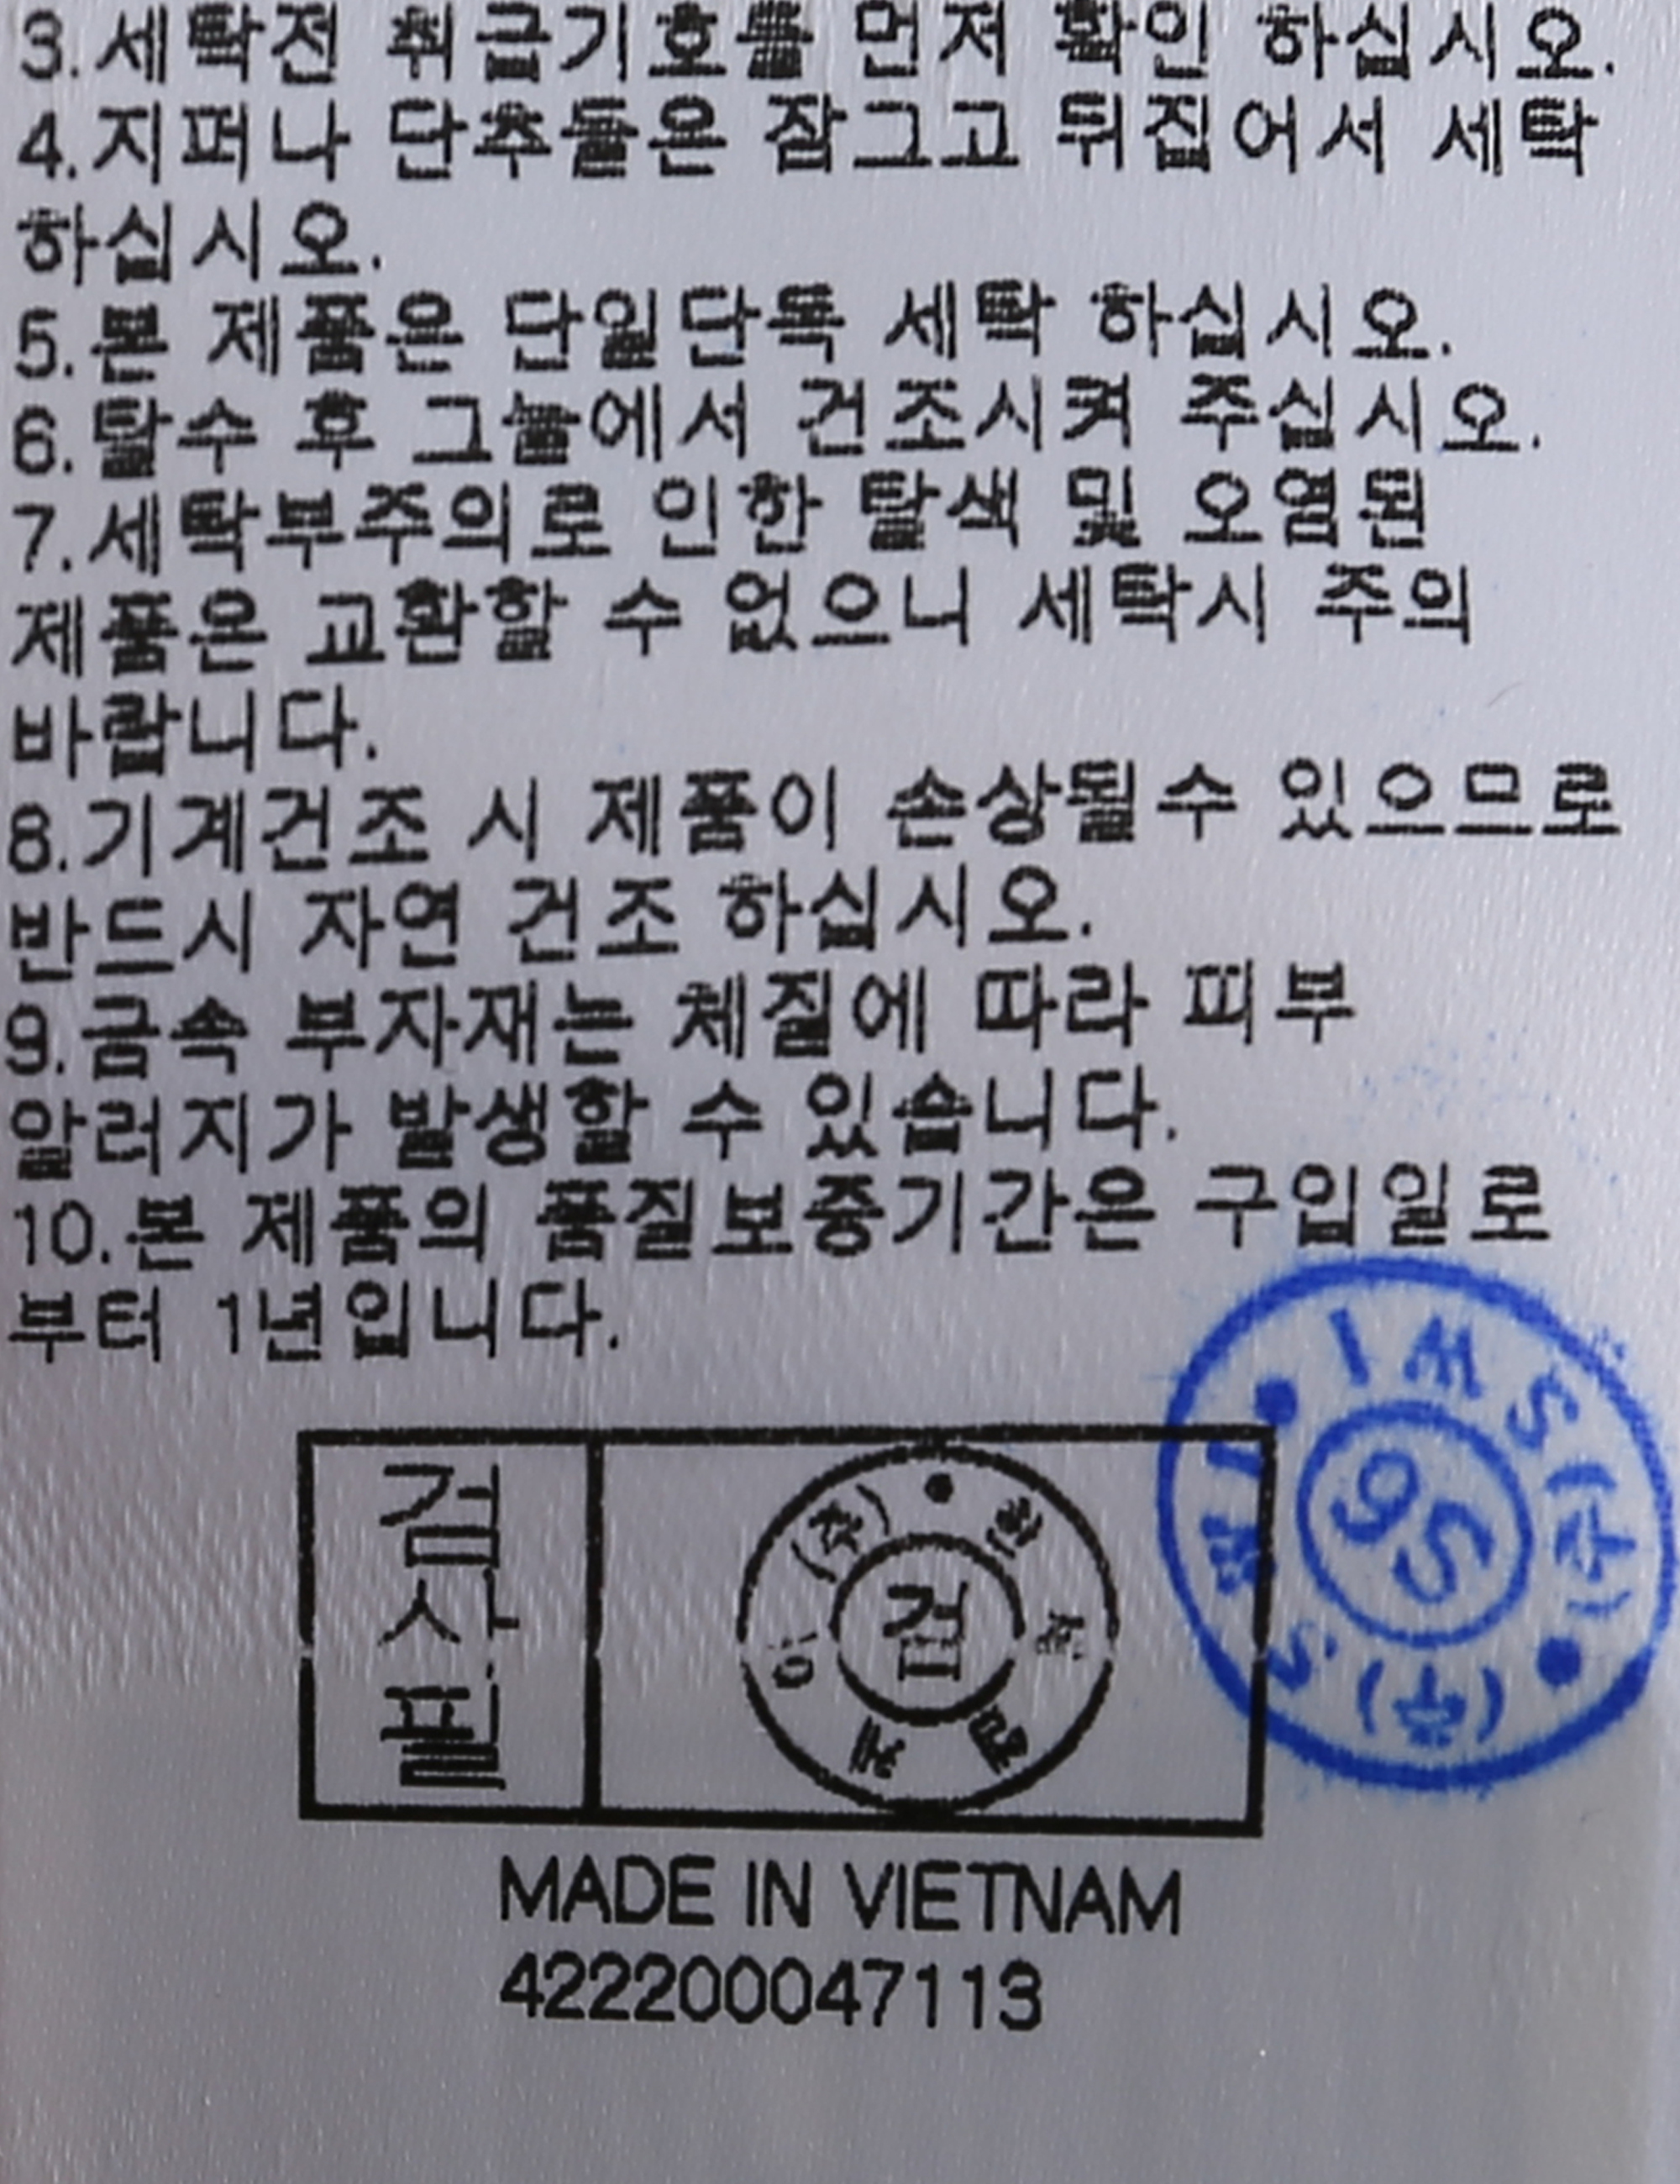 3.세탁전 취급기호를 먼저 확인 하십시오.
4.지퍼나 단추들은 잠그고 뒤집어서 세탁
하십시오.
5.본 제품은 단일단독 세탁 하십시오.
6.탈수 후 그늘에서 건조시켜 주십시오.
7.세탁부주의로 인한 탈색 및 오염된
제품은 교환할 수 없으니 세탁시 주의
바랍니다.
8.기계건조 시 제품이 손상될수 있으므로
반드시 자연 건조 하십시오.
9.금속 부자재는 체질에 따라 피부
알러지가 발생할 수 있습니다.
10.본 제품의 품질보증기간은 구입일로
부터 1년입니다.
검사필
검
95
(주)
MADE IN VIETNAM
422200047113